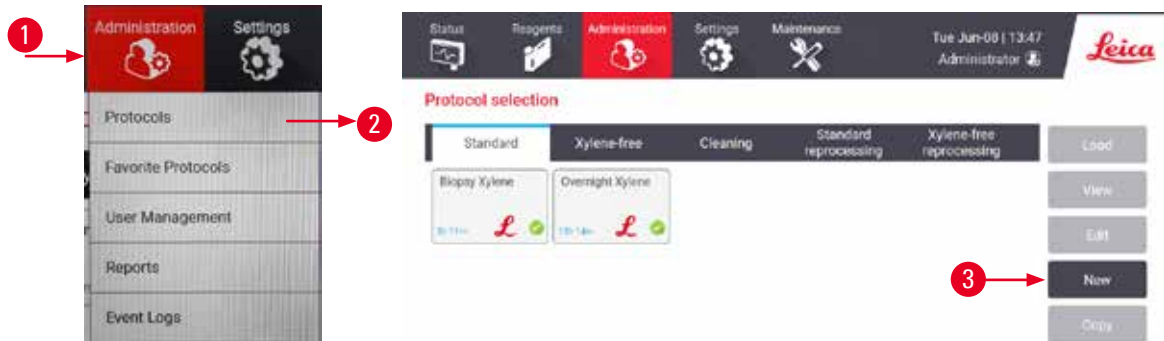 1
Administration
Settings
Protocols
2
Favorite Protocols
User Management
Reports
Event Logs
Status
Reagents
Administration
Settings
Maintenance
Tue Jun-08 | 13:47
Administrator
Leica
Protocol selection
Standard
Xylene-free
Cleaning
Standard
reprocessing
Xylene-free
reprocessing
Load
Biopsy Xylene
Overnight Xylene
View
L
L
Edit
3
New
Copy